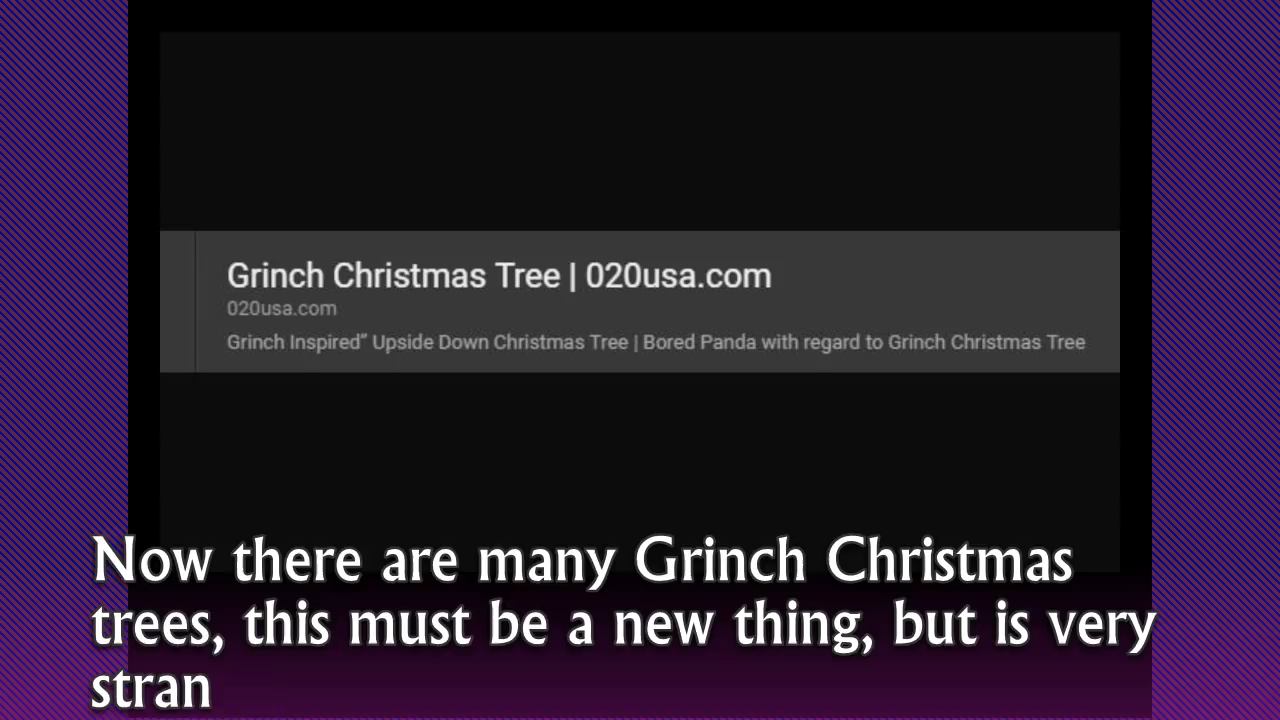 Grinch Christmas Tree | 020usa.com
020usa.com
Grinch Inspired” Upside Down Christmas Tree | Bored Panda with regard to Grinch Christmas Tree
Now there are many Grinch Christmas
trees, this must be a new thing, but is very
stran